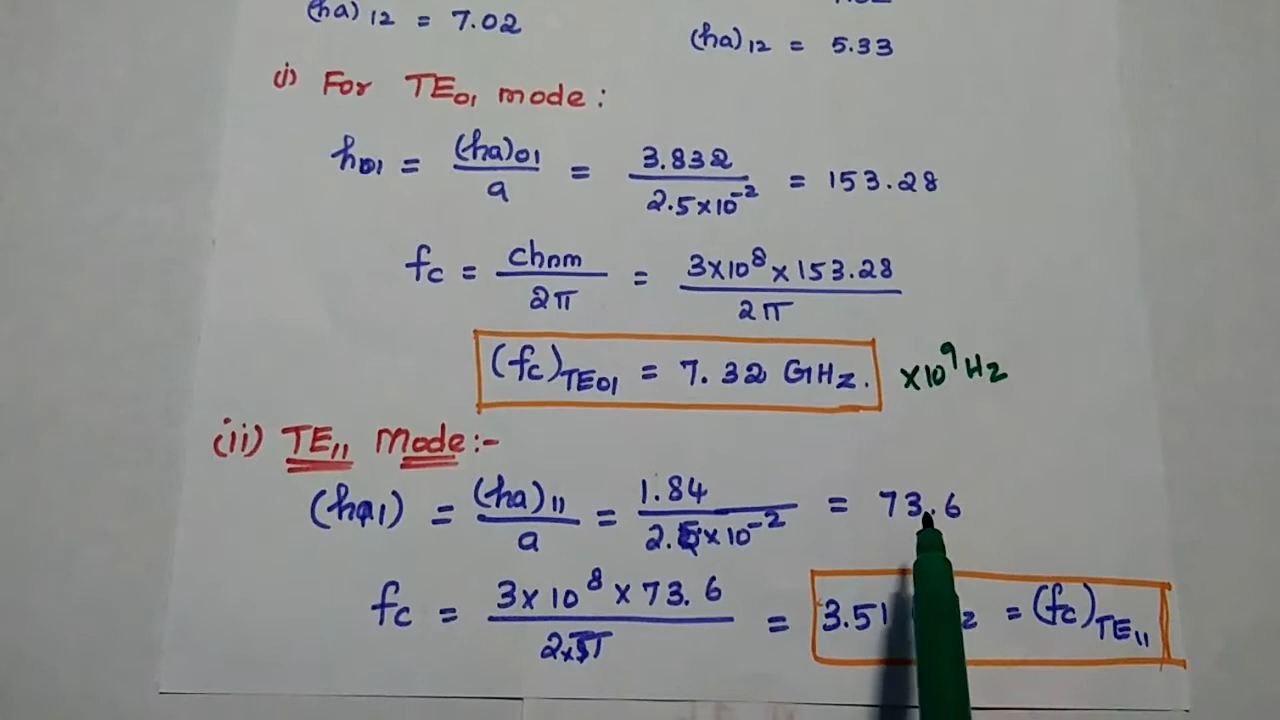 (ha)12 = 7.02
(ha)12 = 5.33
(i) For TE01 mode:
h01 = (ha)01 / a = 3.832 / 2.5×10^-2 = 153.28
fc = chnm / 2π = 3×10^8 × 153.28 / 2π
(fc)TE01 = 7.32 GHz. ×10^9 Hz
(ii) TE11 Mode:-
(h11) = (ha)11 / a = 1.84 / 2.5×10^-2 = 73.6
fc = 3×10^8 × 73.6 / 2×π = 3.51 z = (fc)TE11